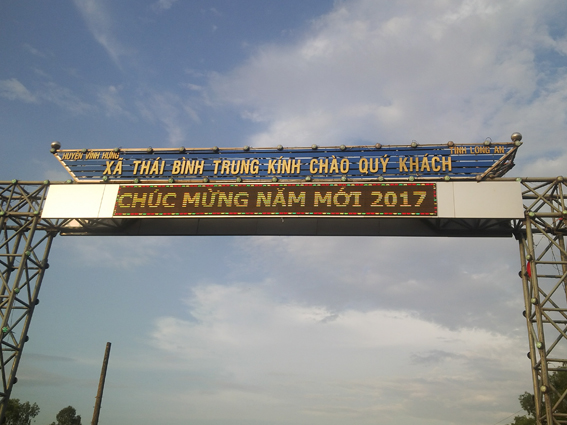 HUYỆN VĨNH HƯNG
TỈNH LONG AN
XÃ THÁI BÌNH TRUNG KÍNH CHÀO QUÝ KHÁCH
CHÚC MỪNG NĂM MỚI 2017